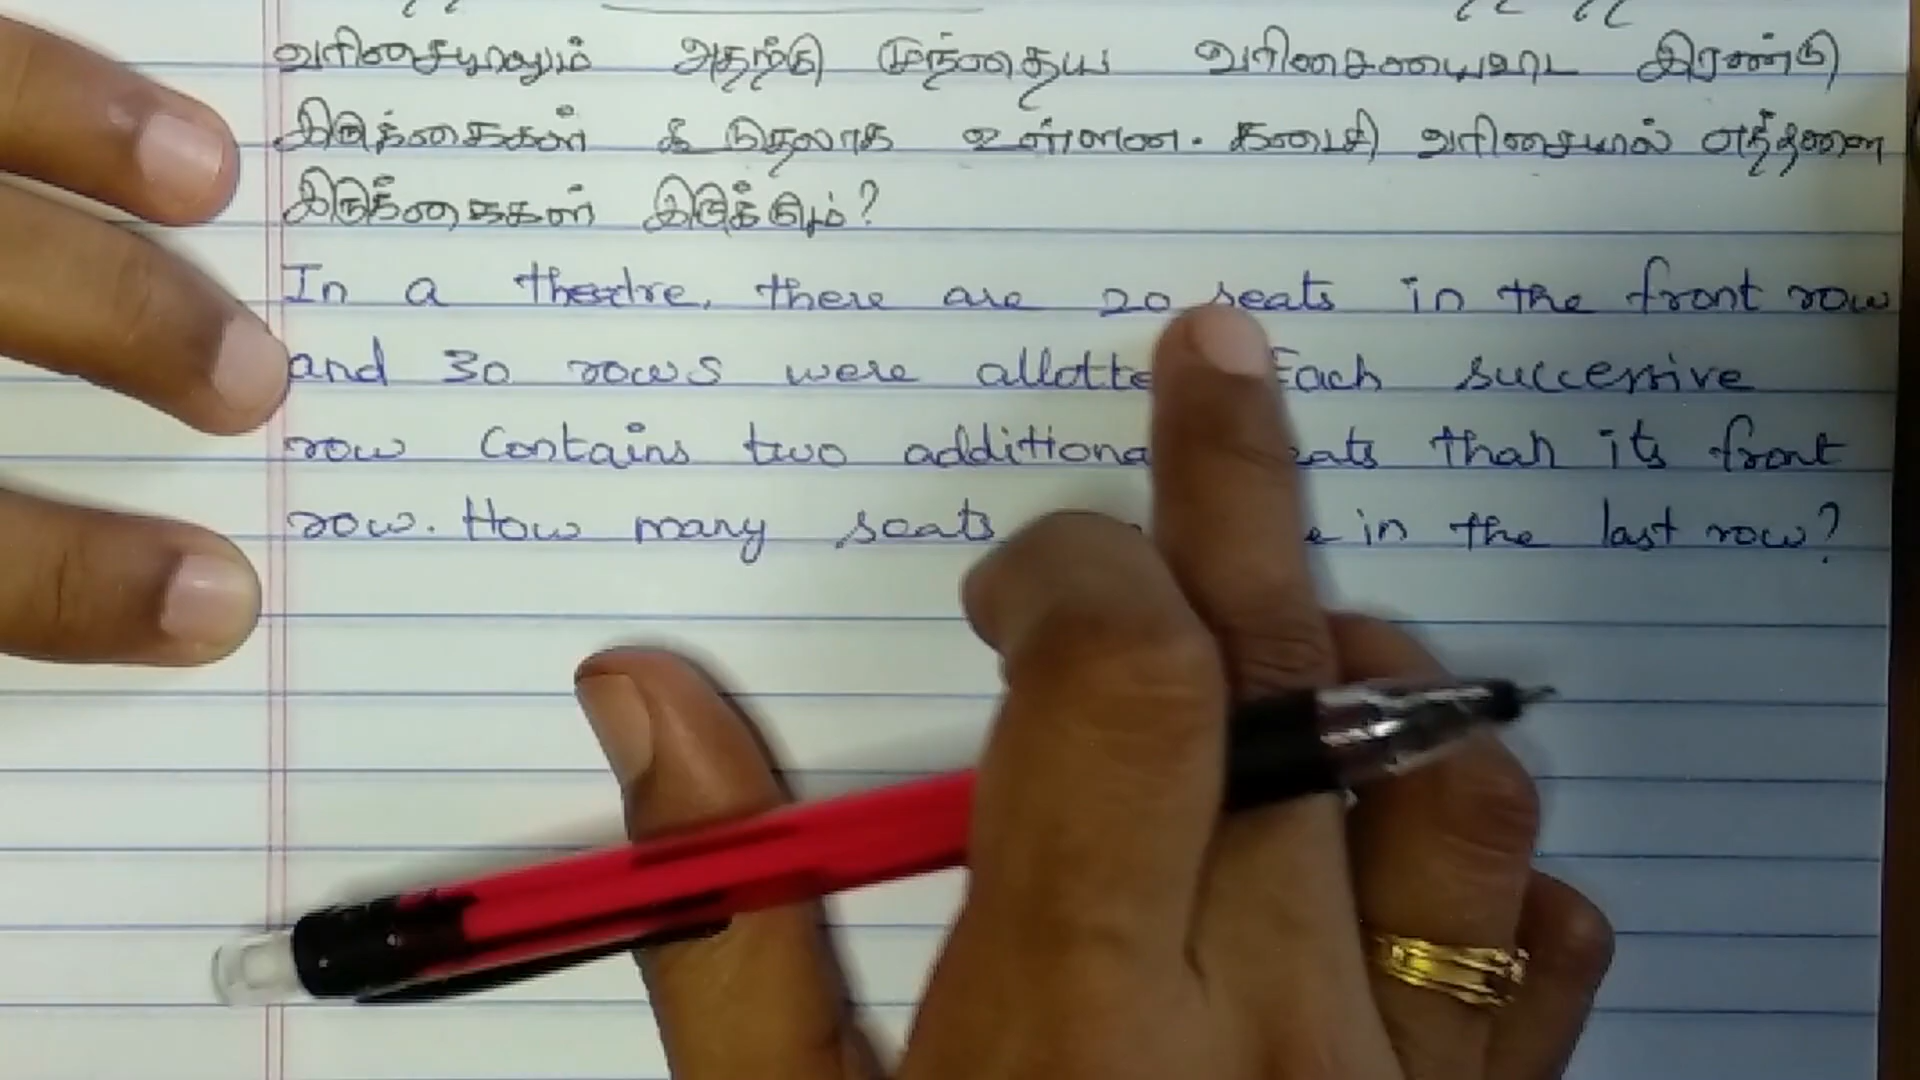 வரிசையிலும் அதற்கு முந்தைய வரிசையைவிட இரண்டு
இருக்கைகள் கூடுதலாக உள்ளன. கடைசி வரிசையில் எத்தனை
இருக்கைகள் இருக்கும்?
In a theatre, there are 20 seats in the front row
and 30 rows were allotte Each successive
row contains two additiona eats than its front
row. How many seats e in the last row?